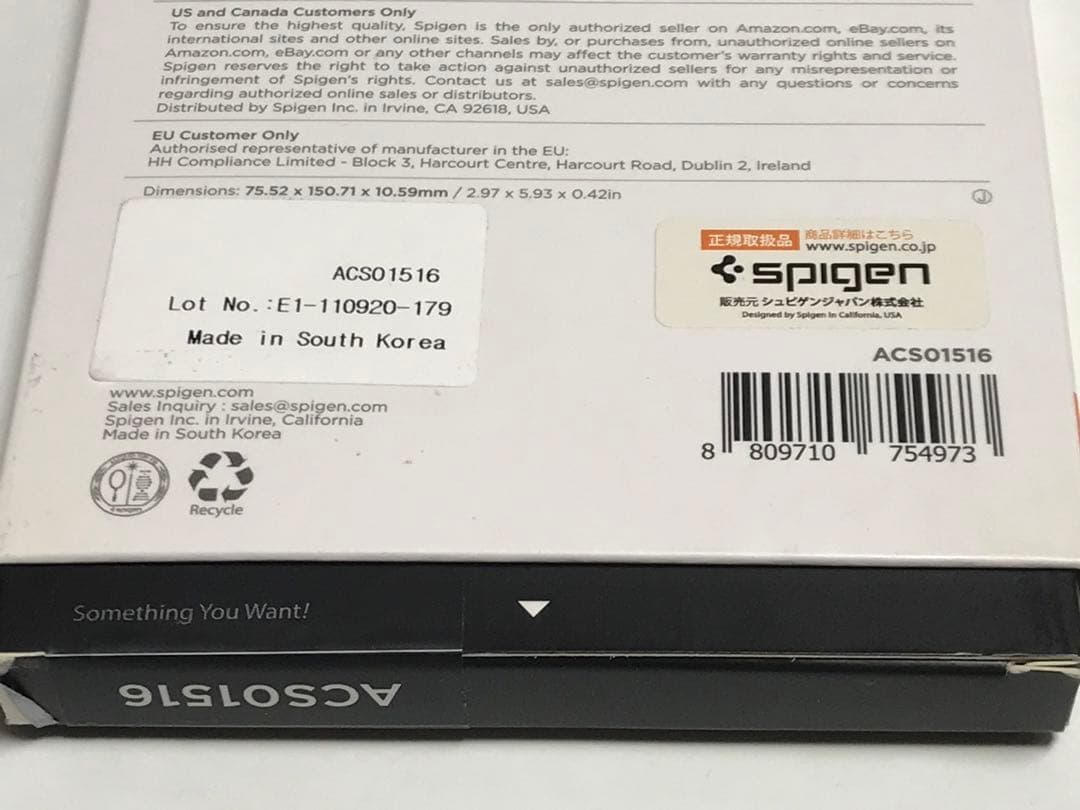 US and Canada Customers Only
To ensure the highest quality, Spigen is the only authorized seller on Amazon.com, eBay.com, its
international sites and other online sites. Sales by, or purchases from, unauthorized online sellers on
Amazon.com, eBay.com or any other channels may affect the customer's warranty rights and service.
Spigen reserves the right to take action against unauthorized sellers for any misrepresentation or
infringement of Spigen's rights. Contact us at sales@spigen.com with any questions or concerns
regarding authorized online sales or distributors.
Distributed by Spigen Inc. in Irvine, CA 92618, USA
EU Customer Only
Authorised representative of manufacturer in the EU:
HH Compliance Limited - Block 3, Harcourt Centre, Harcourt Road, Dublin 2, Ireland
Dimensions: 75.52 x 150.71 x 10.59mm / 2.97 x 5.93 x 0.42in
J
ACS01516
Lot No.:E1-110920-179
Made in South Korea
正規取扱品 商品詳細はこちら
www.spigen.co.jp
spigen
販売元 シュピゲンジャパン株式会社
Designed by Spigen in California, USA
ACS01516
8 809710 754973
www.spigen.com
Sales Inquiry : sales@spigen.com
Spigen Inc. in Irvine, California
Made in South Korea
Recycle
Something You Want!
ACS01516